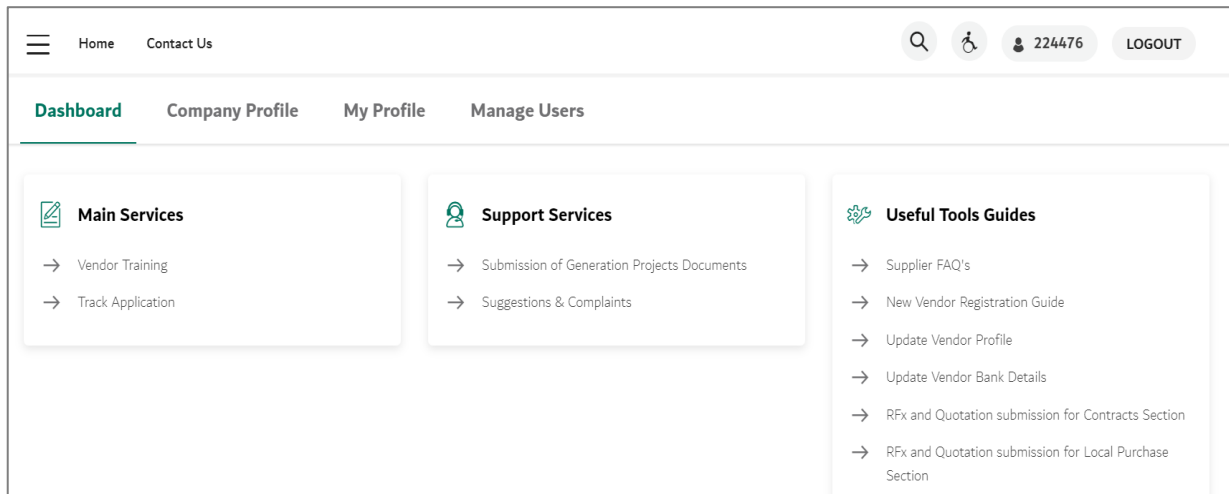 Home Contact Us 224476 LOGOUT
Dashboard Company Profile My Profile Manage Users
Main Services
Vendor Training
Track Application
Support Services
Submission of Generation Projects Documents
Suggestions & Complaints
Useful Tools Guides
Supplier FAQ's
New Vendor Registration Guide
Update Vendor Profile
Update Vendor Bank Details
RFx and Quotation submission for Contracts Section
RFx and Quotation submission for Local Purchase
Section